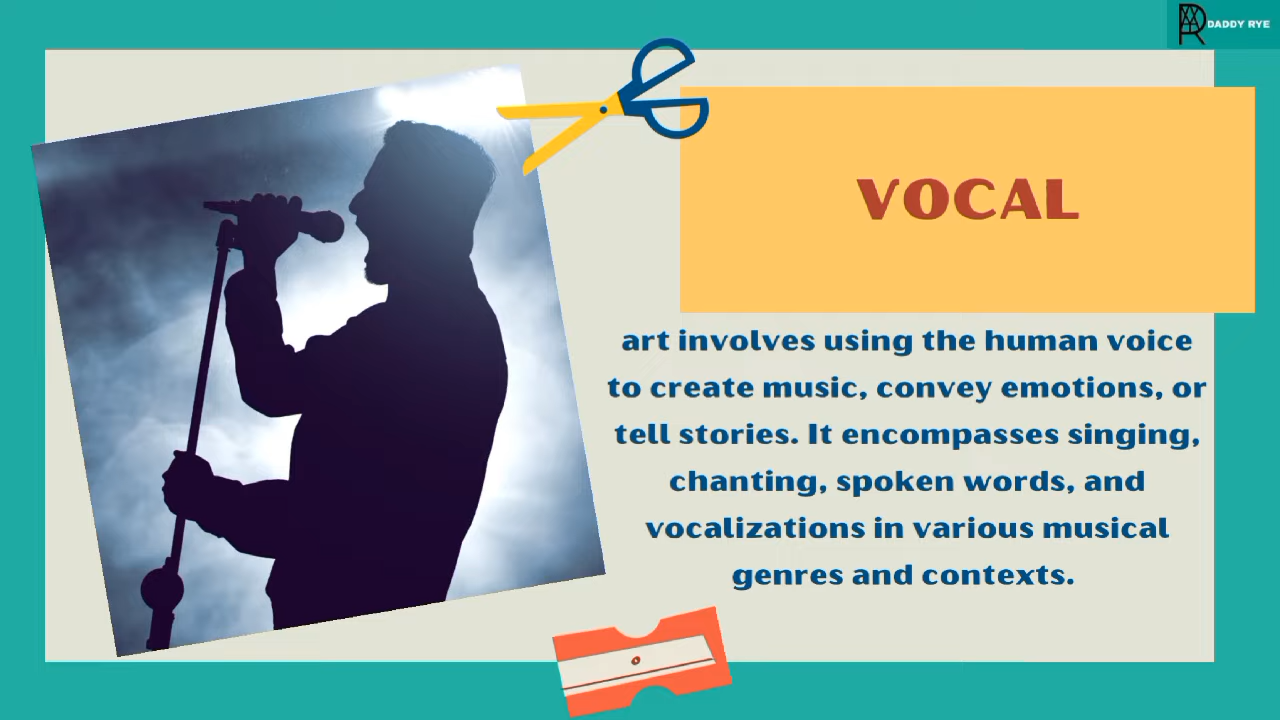 DADDY RYE
VOCAL
art involves using the human voice
to create music, convey emotions, or
tell stories. It encompasses singing,
chanting, spoken words, and
vocalizations in various musical
genres and contexts.